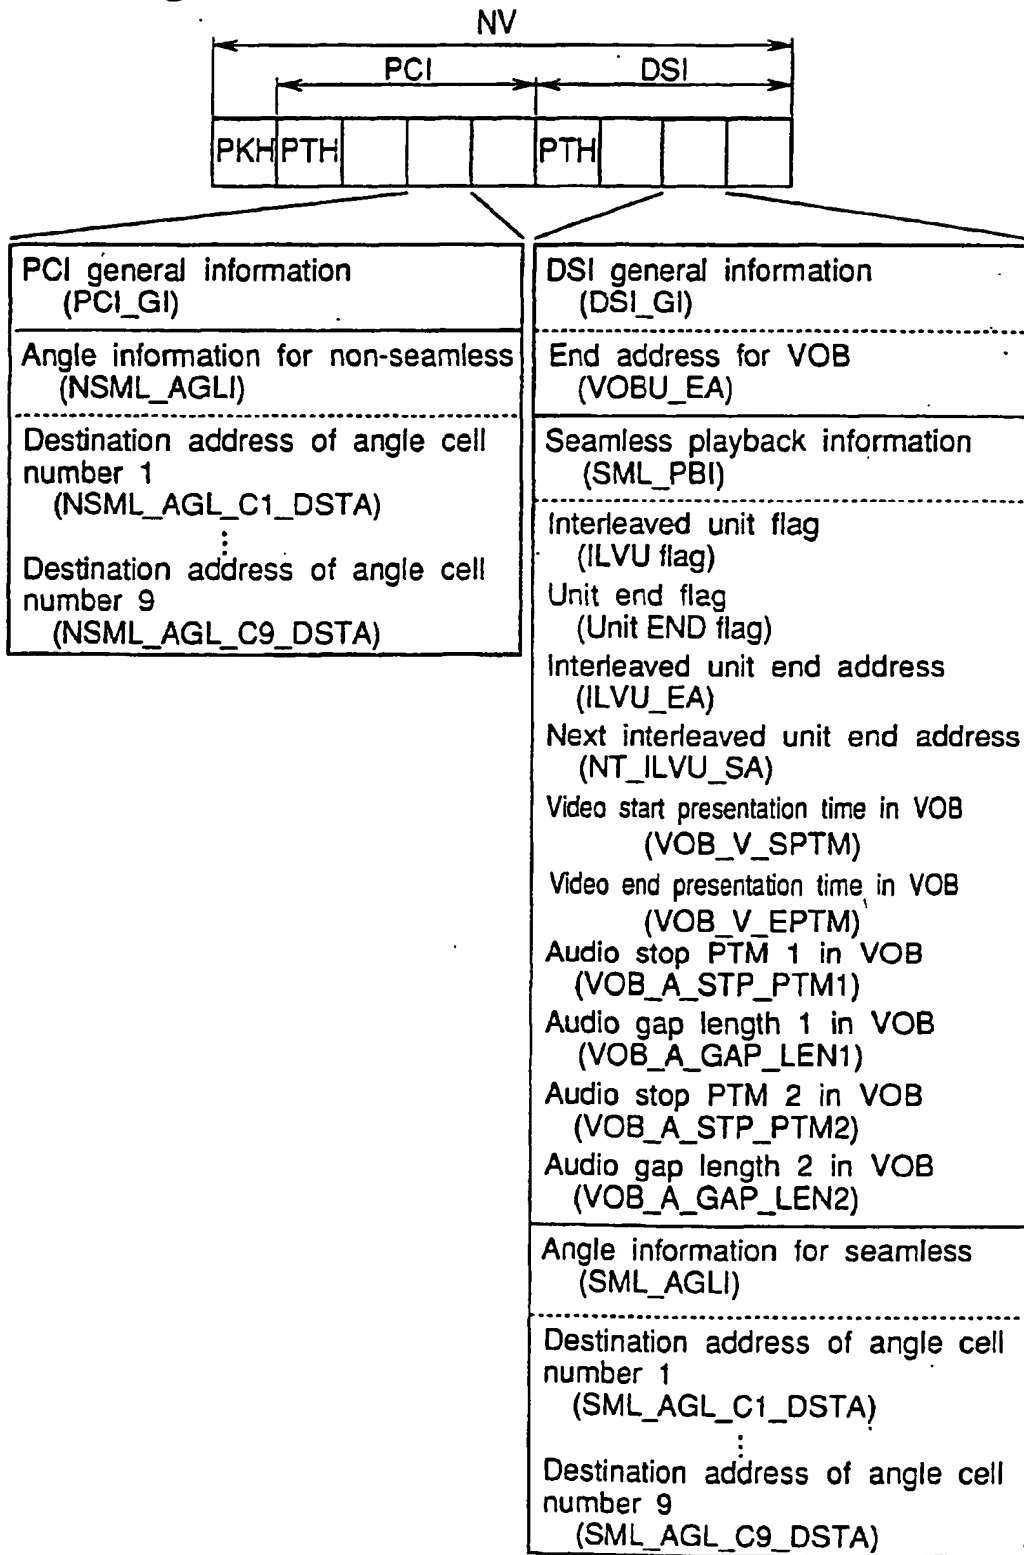 NV
PCI DSI
PKH PTH PTH
PCI general information
(PCI_GI)
Angle information for non-seamless
(NSML_AGLI)
Destination address of angle cell
number 1
(NSML_AGL_C1_DSTA)
⋮
Destination address of angle cell
number 9
(NSML_AGL_C9_DSTA)
DSI general information
(DSI_GI)
End address for VOB
(VOBU_EA)
Seamless playback information
(SML_PBI)
Interleaved unit flag
(ILVU flag)
Unit end flag
(Unit END flag)
Interleaved unit end address
(ILVU_EA)
Next interleaved unit end address
(NT_ILVU_SA)
Video start presentation time in VOB
(VOB_V_SPTM)
Video end presentation time in VOB
(VOB_V_EPTM)
Audio stop PTM 1 in VOB
(VOB_A_STP_PTM1)
Audio gap length 1 in VOB
(VOB_A_GAP_LEN1)
Audio stop PTM 2 in VOB
(VOB_A_STP_PTM2)
Audio gap length 2 in VOB
(VOB_A_GAP_LEN2)
Angle information for seamless
(SML_AGLI)
Destination address of angle cell
number 1
(SML_AGL_C1_DSTA)
⋮
Destination address of angle cell
number 9
(SML_AGL_C9_DSTA)